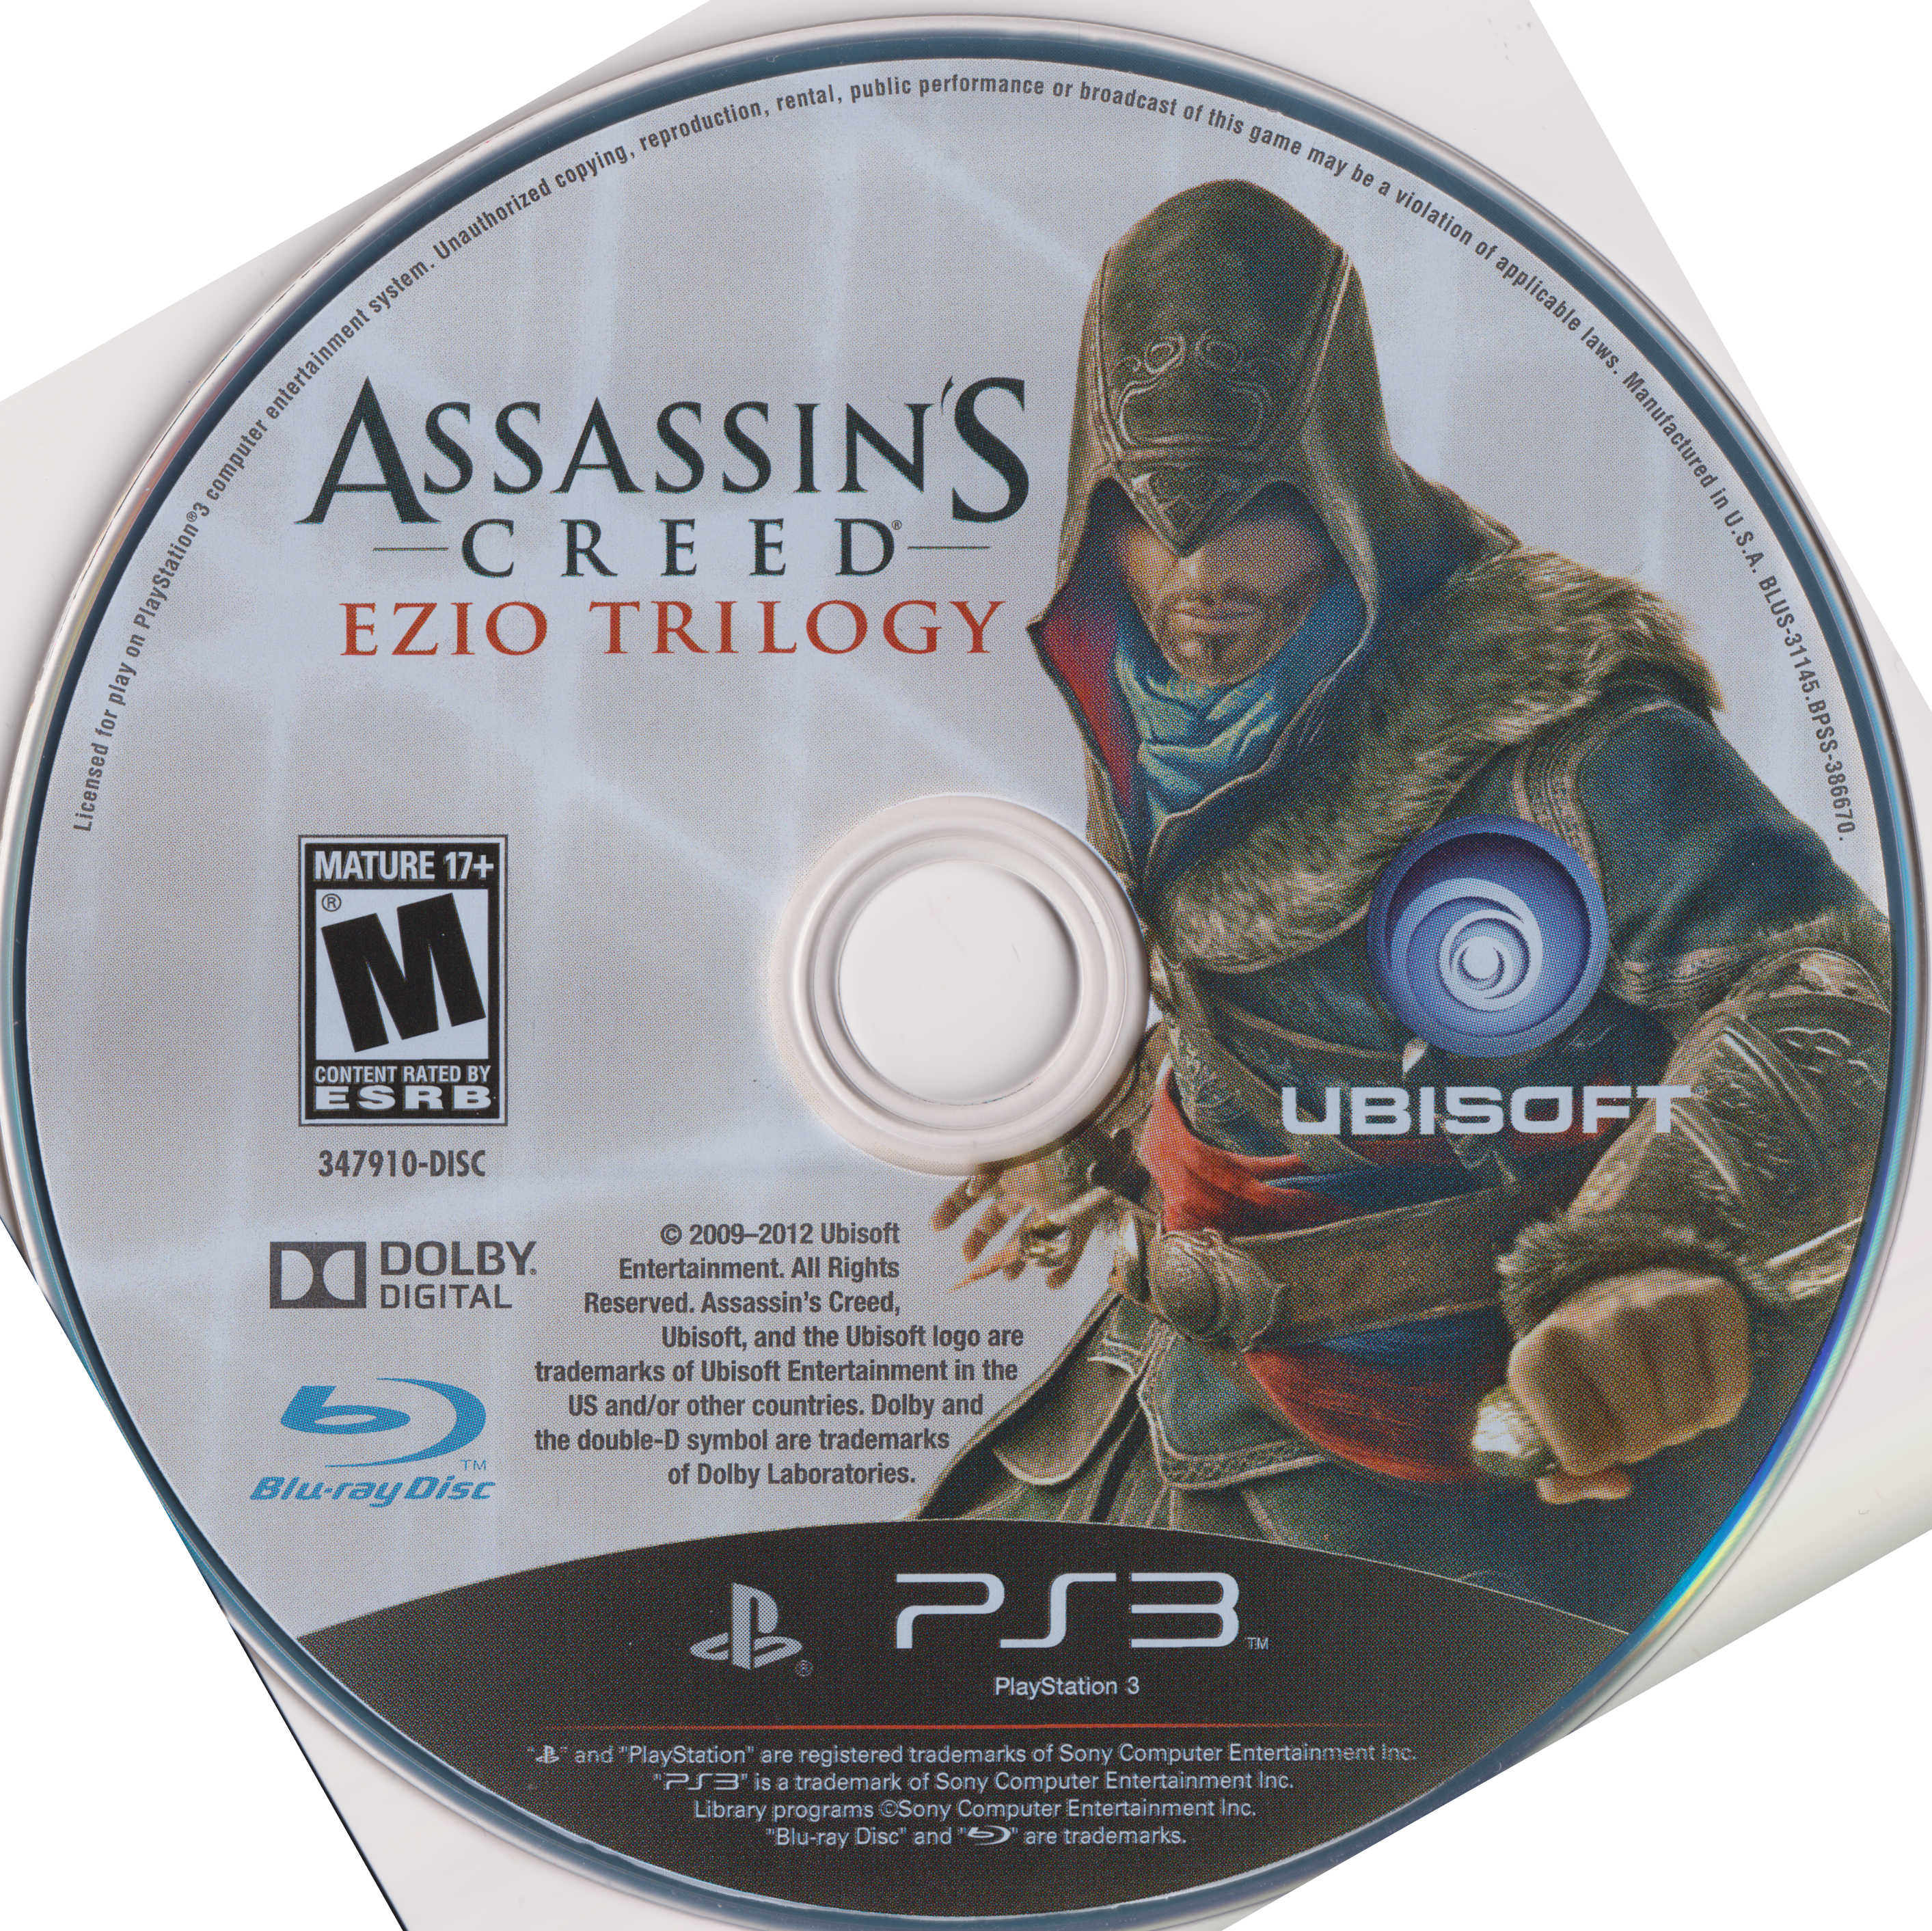 Licensed for play on PlayStation®3 computer entertainment system. Unauthorized copying, reproduction, rental, public performance or broadcast of this game may be a violation of applicable laws. Manufactured in U.S.A. BLUS-31145.BPSS-386670.
ASSASSIN'S
CREED®
EZIO TRILOGY
MATURE 17+
®
M
CONTENT RATED BY
ESRB
347910-DISC
UBISOFT®
DOLBY®
DIGITAL
Blu-ray Disc™
© 2009–2012 Ubisoft
Entertainment. All Rights
Reserved. Assassin's Creed,
Ubisoft, and the Ubisoft logo are
trademarks of Ubisoft Entertainment in the
US and/or other countries. Dolby and
the double-D symbol are trademarks
of Dolby Laboratories.
® PS3™
PlayStation 3
" " and "PlayStation" are registered trademarks of Sony Computer Entertainment Inc.
"PS3" is a trademark of Sony Computer Entertainment Inc.
Library programs ©Sony Computer Entertainment Inc.
"Blu-ray Disc" and " " are trademarks.